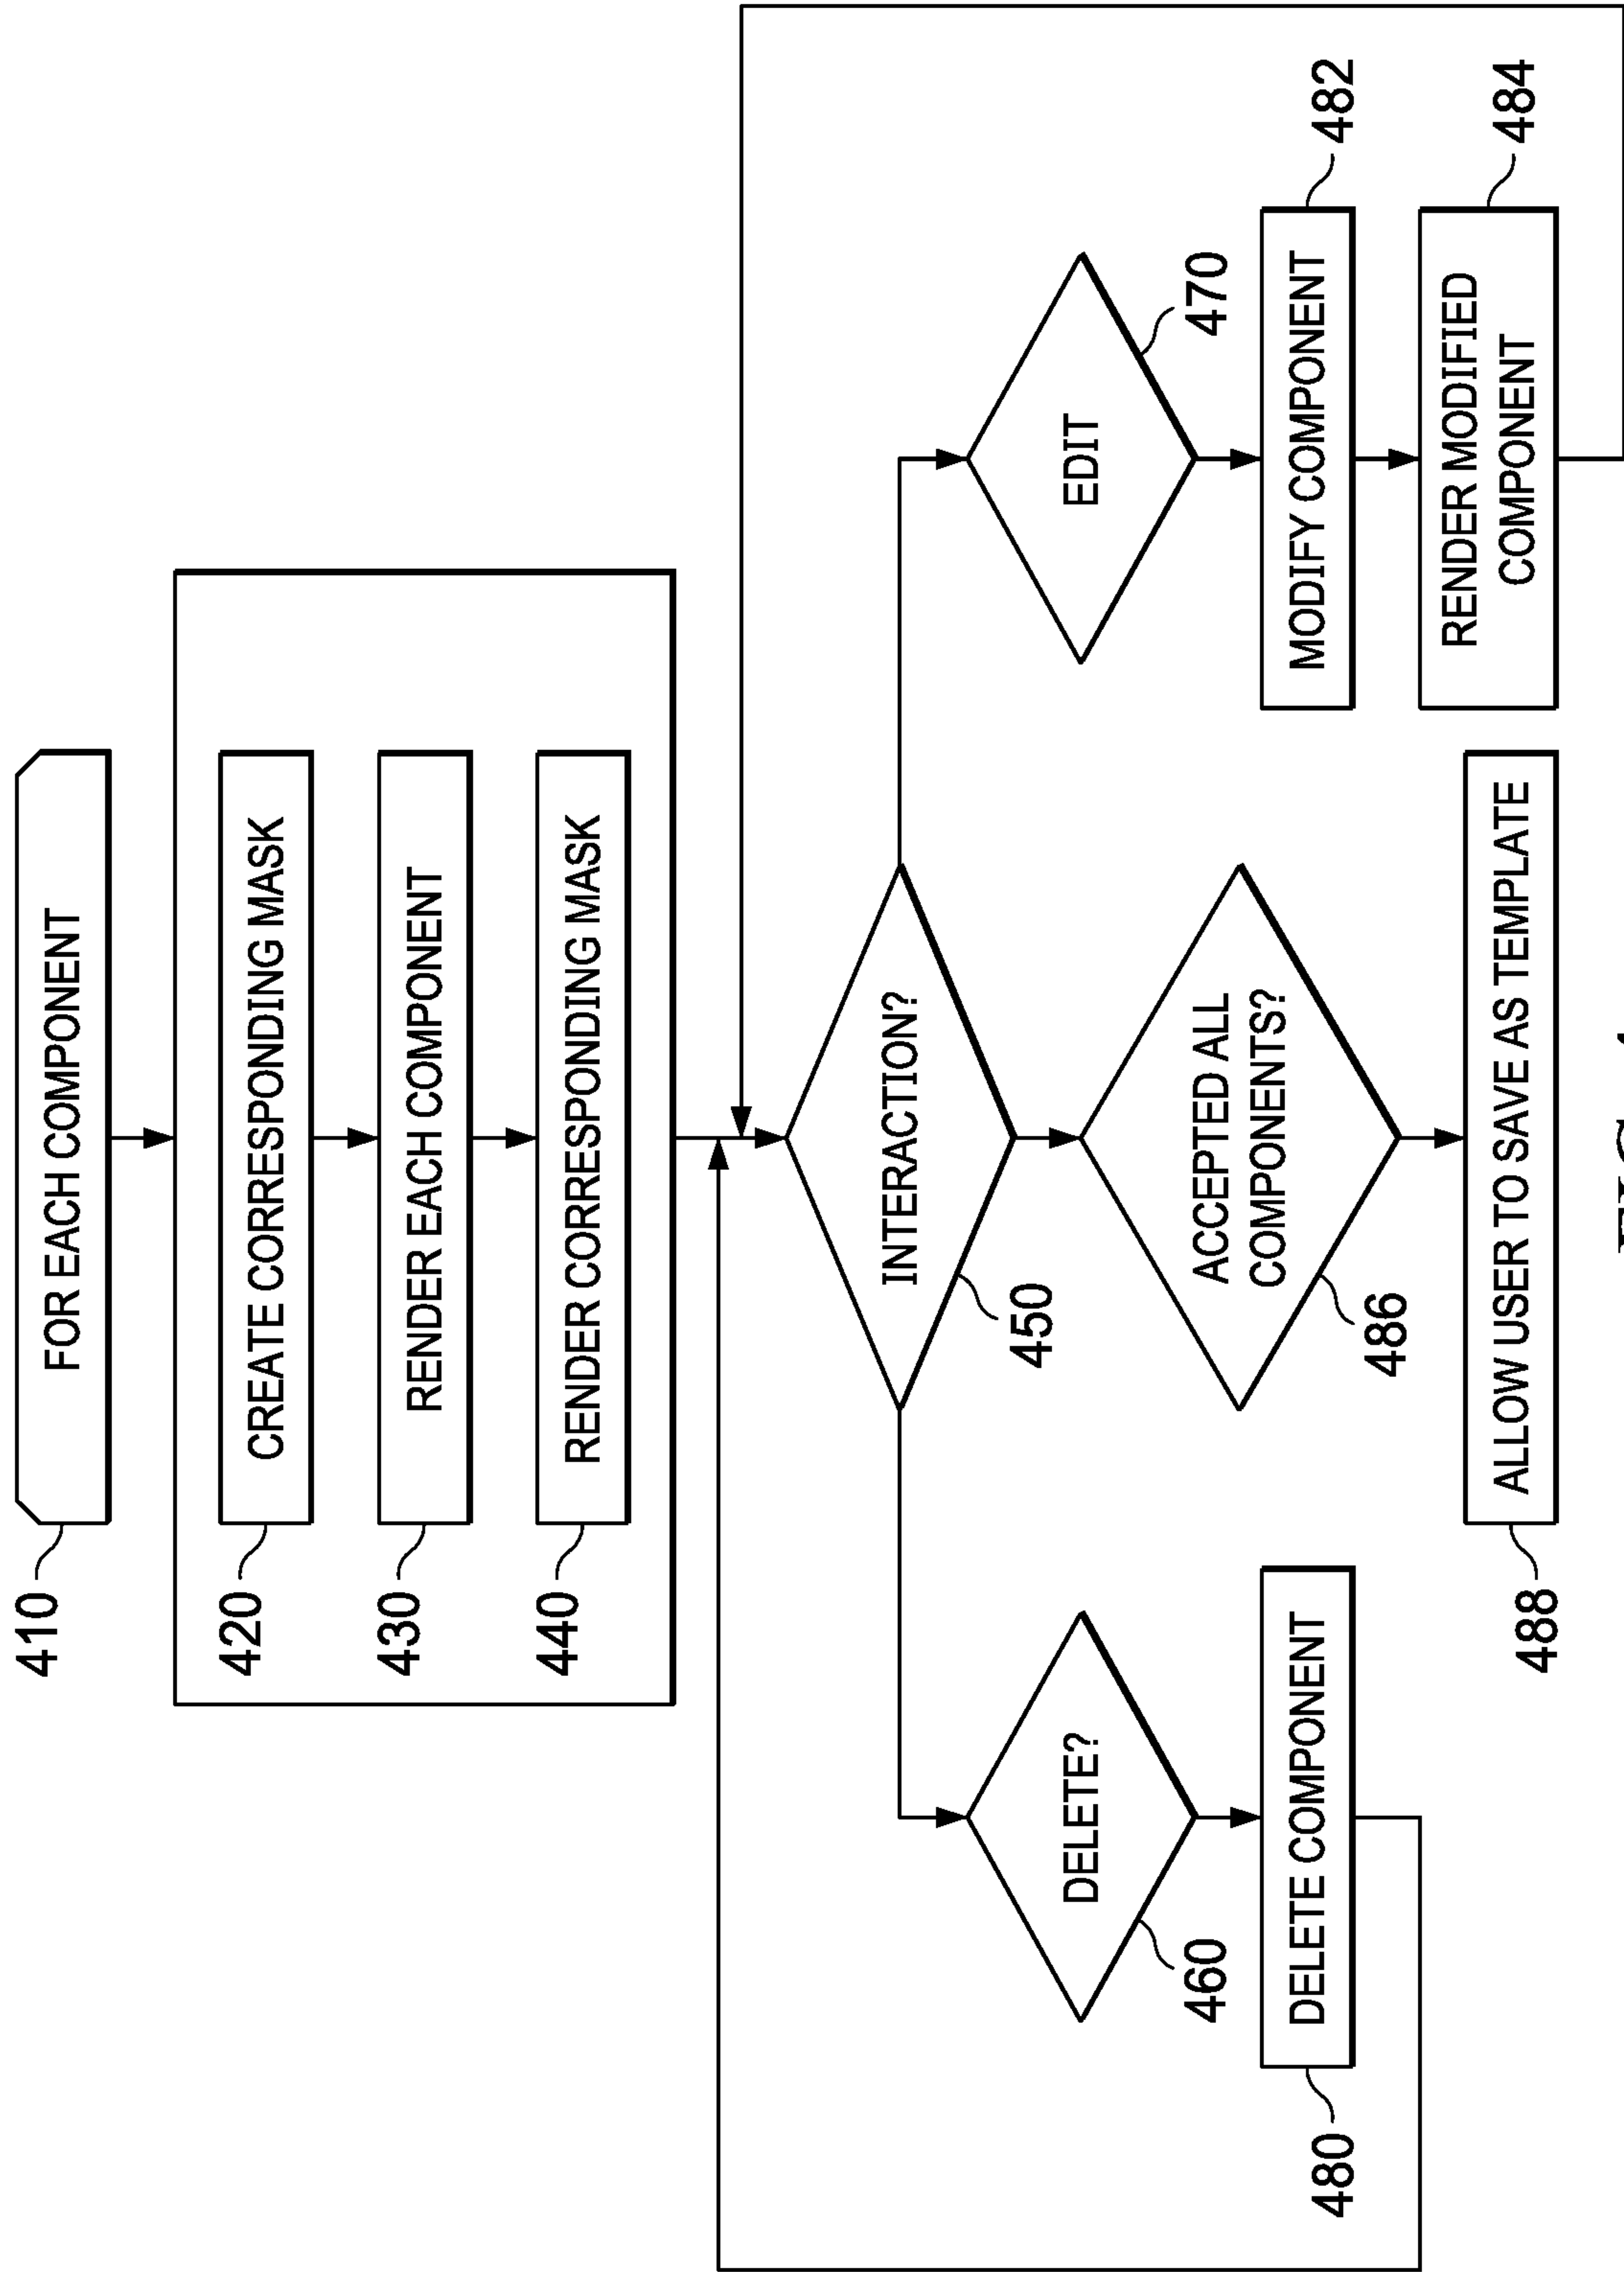 410
FOR EACH COMPONENT
420
CREATE CORRESPONDING MASK
430
RENDER EACH COMPONENT
440
RENDER CORRESPONDING MASK
INTERACTION?
450
DELETE?
460
EDIT
470
ACCEPTED ALL
COMPONENTS?
486
480
DELETE COMPONENT
MODIFY COMPONENT
482
RENDER MODIFIED
COMPONENT
484
488
ALLOW USER TO SAVE AS TEMPLATE